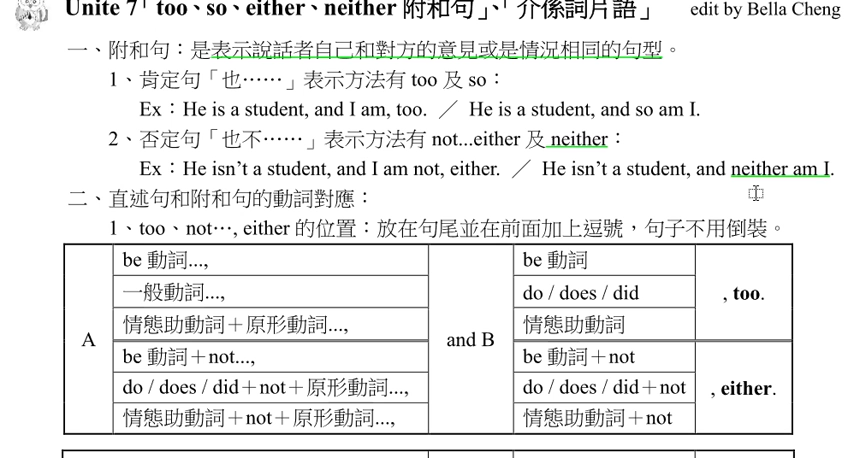 Unite 7「too、so、either、neither 附和句」、「介係詞片語」 edit by Bella Cheng
一、附和句：是表示說話者自己和對方的意見或是情況相同的句型。
1、肯定句「也……」表示方法有 too 及 so：
Ex：He is a student, and I am, too. ／ He is a student, and so am I.
2、否定句「也不……」表示方法有 not...either 及 neither：
Ex：He isn't a student, and I am not, either. ／ He isn't a student, and neither am I.
二、直述句和附和句的動詞對應：
1、too、not…, either 的位置：放在句尾並在前面加上逗號，句子不用倒裝。
A
be 動詞...,
一般動詞...,
情態助動詞＋原形動詞...,
be 動詞＋not...,
do / does / did＋not＋原形動詞...,
情態助動詞＋not＋原形動詞...,
and B
be 動詞
do / does / did
情態助動詞
be 動詞＋not
do / does / did＋not
情態助動詞＋not
, too.
, either.